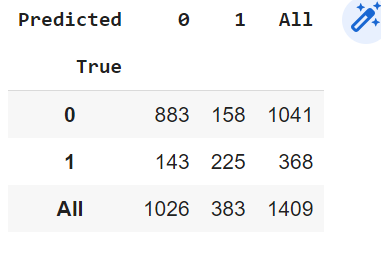 Predicted 0 1 All
True
0 883 158 1041
1 143 225 368
All 1026 383 1409